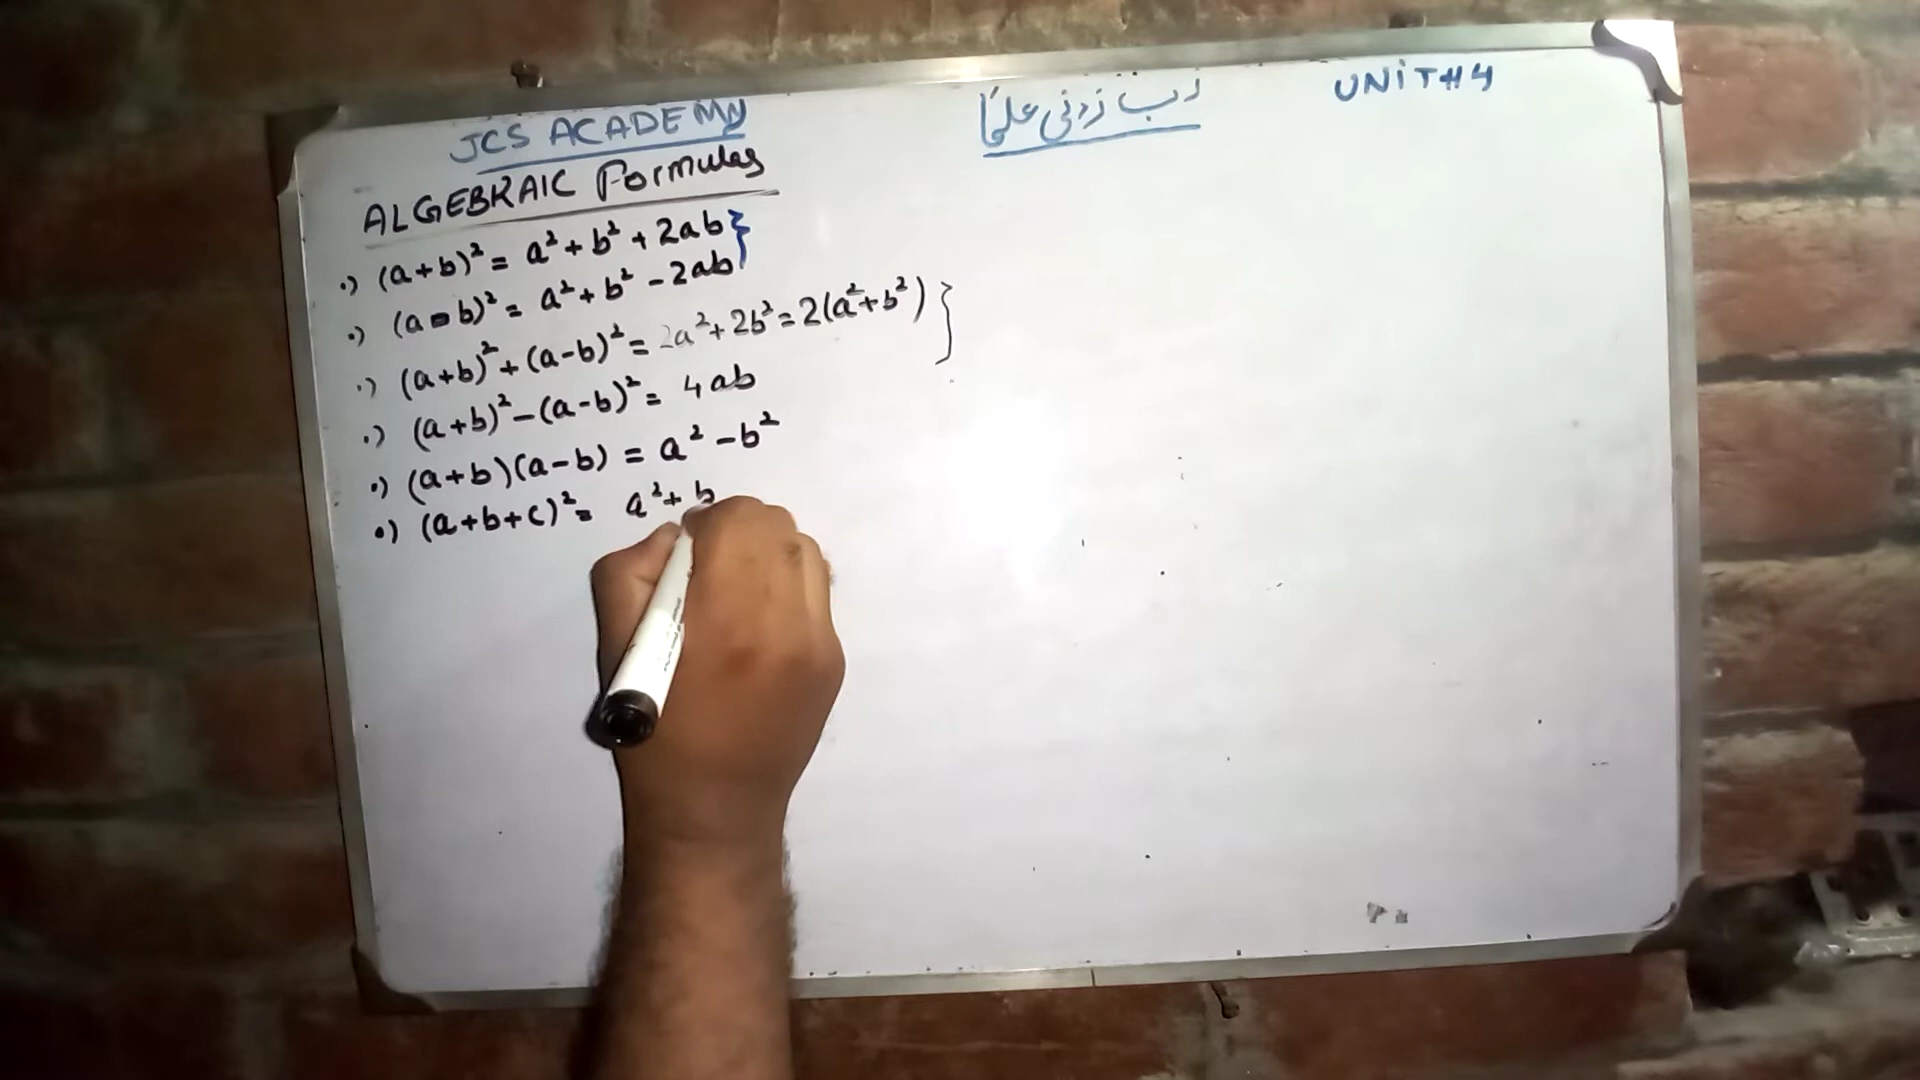 JCS ACADEMY
رب زدنی علماً
UNIT#4
ALGEBRAIC Formulas
•) (a+b)² = a² + b² + 2ab}
•) (a-b)² = a² + b² - 2ab
•) (a+b)² + (a-b)² = 2a² + 2b² = 2(a²+b²)}
•) (a+b)² - (a-b)² = 4ab
•) (a+b)(a-b) = a² - b²
•) (a+b+c)² = a² + b